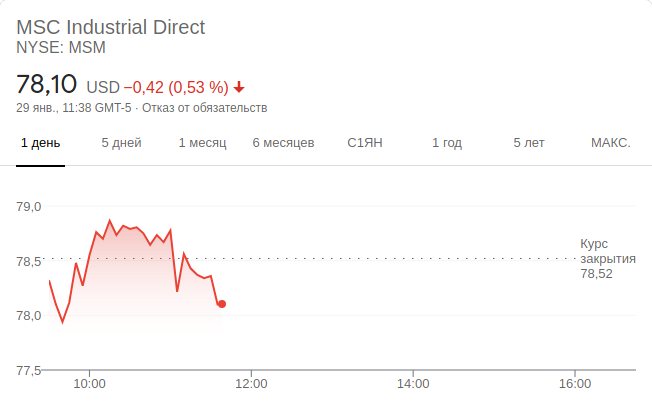 MSC Industrial Direct
NYSE: MSM
78,10 USD −0,42 (0,53 %)
29 янв., 11:38 GMT-5 · Отказ от обязательств
1 день 5 дней 1 месяц 6 месяцев С1ЯН 1 год 5 лет МАКС.
79,0
78,5
78,0
77,5
Курс
закрытия
78,52
10:00 12:00 14:00 16:00